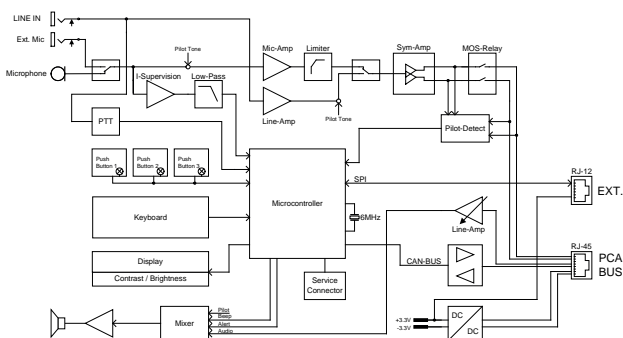 LINE IN
Ext. Mic
Microphone
Pilot Tone
Mic-Amp
Limiter
Sym-Amp
MOS-Relay
I-Supervision
Low-Pass
Line-Amp
Pilot Tone
Pilot-Detect
PTT
Push
Button 1
Push
Button 2
Push
Button 3
SPI
RJ-12
EXT.
Keyboard
Microcontroller
6MHz
Line-Amp
RJ-45
PCA
BUS
Display
Contrast / Brightness
CAN-BUS
Service
Connector
Mixer
Pilot
Beep
Alert
Audio
+3.3V
-3.3V
DC
DC